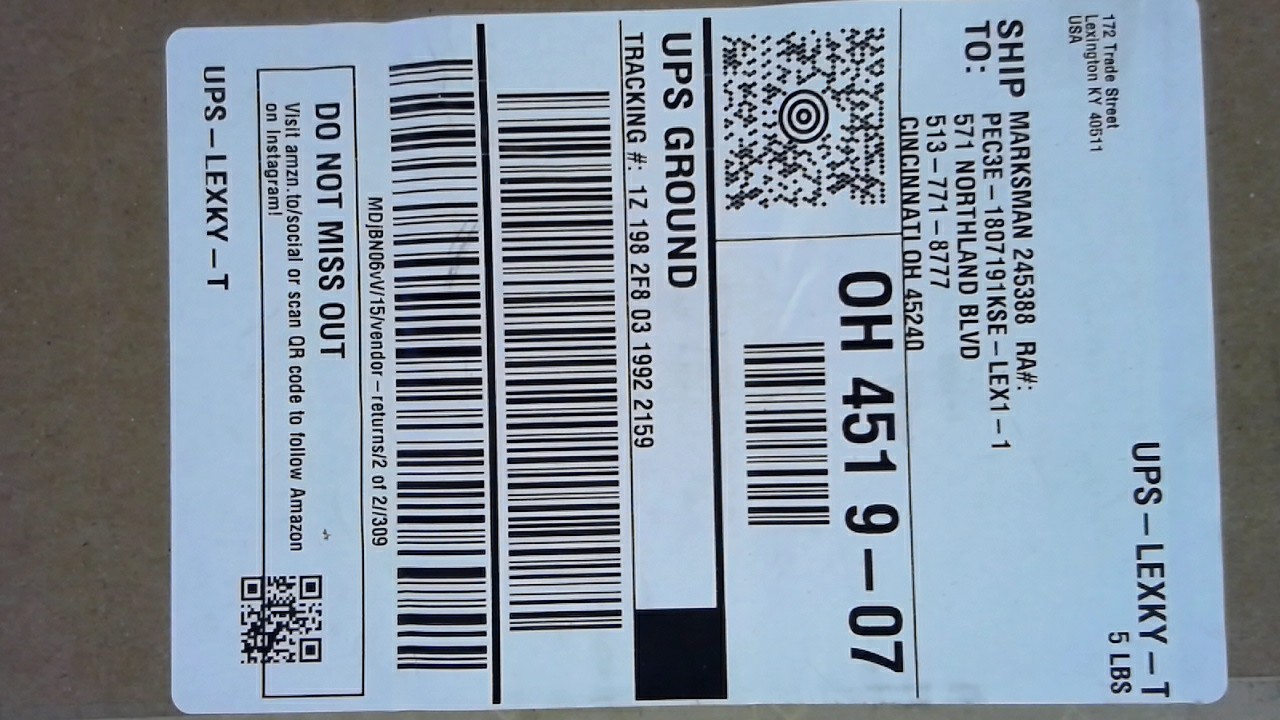 172 Trade Street
Lexington KY 40511
USA
UPS-LEXKY-T
5 LBS
SHIP TO:
MARKSMAN 245388 RA#:
PEC3E-1807191KSE-LEX1-1
571 NORTHLAND BLVD
513-771-8777
CINCINNATI OH 45240
OH 451 9-07
UPS GROUND
TRACKING #: 1Z 198 2F8 03 1992 2159
MDjBN06vV/15/vendor-returns/2 of 2//309
DO NOT MISS OUT
Visit amzn.to/social or scan QR code to follow Amazon
on Instagram!
UPS-LEXKY-T